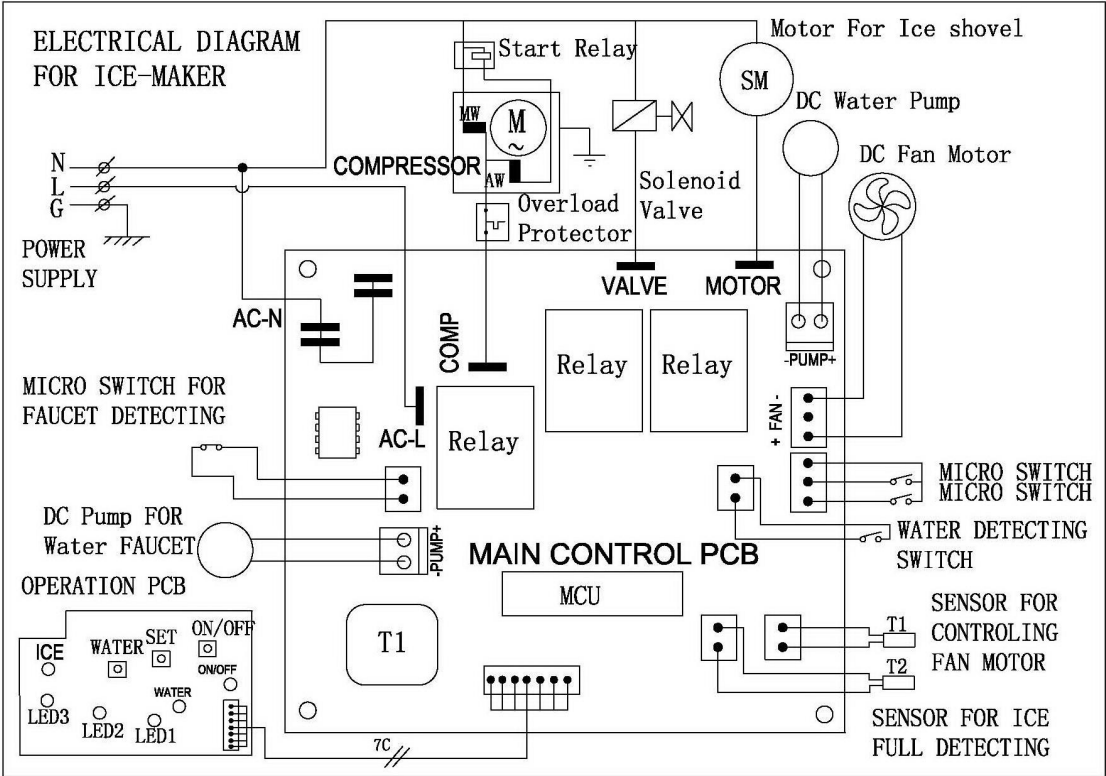 ELECTRICAL DIAGRAM
FOR ICE-MAKER
Start Relay
Motor For Ice shovel
SM
DC Water Pump
DC Fan Motor
MW
M
~
AW
COMPRESSOR
Overload
Protector
Solenoid
Valve
N
L
G
POWER
SUPPLY
VALVE
MOTOR
AC-N
COMP
Relay
Relay
-PUMP+
MICRO SWITCH FOR
FAUCET DETECTING
AC-L
Relay
+ FAN -
MICRO SWITCH
MICRO SWITCH
DC Pump FOR
Water FAUCET
-PUMP+
WATER DETECTING
SWITCH
MAIN CONTROL PCB
MCU
OPERATION PCB
T1
SENSOR FOR
CONTROLING
FAN MOTOR
T1
T2
SENSOR FOR ICE
FULL DETECTING
ICE
WATER
SET
ON/OFF
ON/OFF
WATER
LED3
LED2
LED1
7C